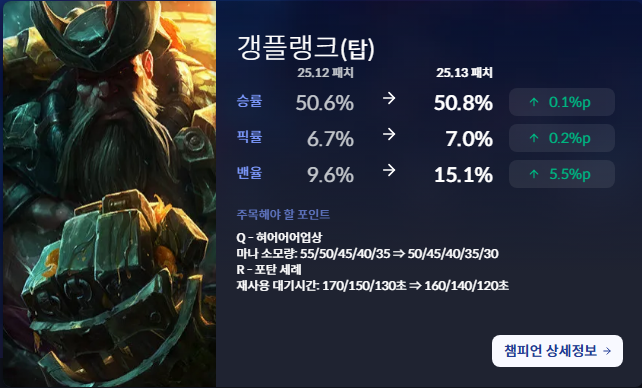 갱플랭크(탑)
25.12 패치 25.13 패치
승률 50.6% → 50.8% ↑ 0.1%p
픽률 6.7% → 7.0% ↑ 0.2%p
밴율 9.6% → 15.1% ↑ 5.5%p
주목해야 할 포인트
Q - 혀어어어업상
마나 소모량: 55/50/45/40/35 ⇒ 50/45/40/35/30
R - 포탄 세례
재사용 대기시간: 170/150/130초 ⇒ 160/140/120초
챔피언 상세정보 →